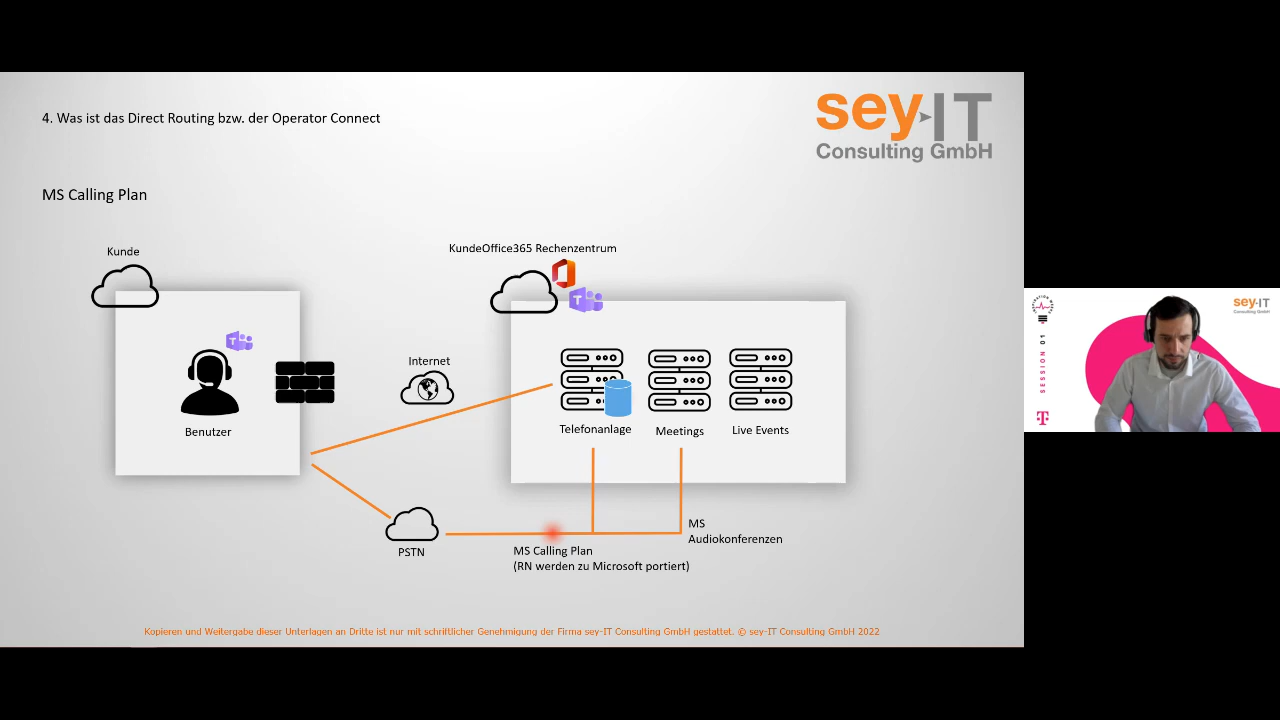 4. Was ist das Direct Routing bzw. der Operator Connect
sey-IT
Consulting GmbH
MS Calling Plan
Kunde
KundeOffice365 Rechenzentrum
T
Internet
T
Benutzer
Telefonanlage
Meetings
Live Events
PSTN
MS
Audiokonferenzen
MS Calling Plan
(RN werden zu Microsoft portiert)
Kopieren und Weitergabe dieser Unterlagen an Dritte ist nur mit schriftlicher Genehmigung der Firma sey-IT Consulting GmbH gestattet. © sey-IT Consulting GmbH 2022
sey-IT
Consulting GmbH
SESSION 01
T